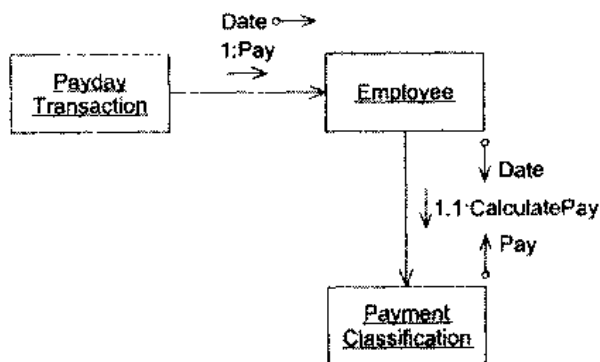 Date
1:Pay
Payday
Transaction
Employee
Date
1.1:CalculatePay
Pay
Payment
Classification